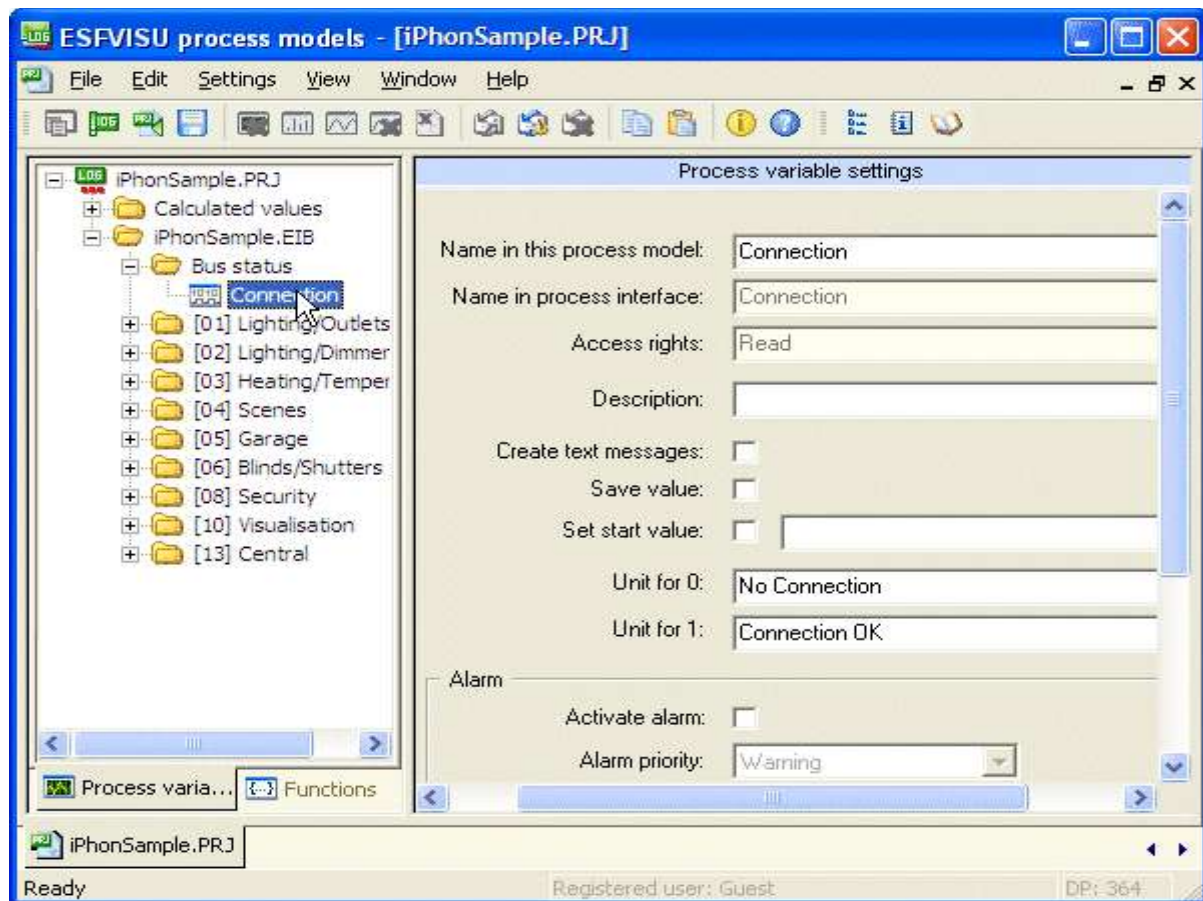 ESFVISU process models - [iPhonSample.PRJ]
File Edit Settings View Window Help
iPhonSample.PRJ
Calculated values
iPhonSample.EIB
Bus status
Connection
[01] Lighting/Outlets
[02] Lighting/Dimmer
[03] Heating/Temper
[04] Scenes
[05] Garage
[06] Blinds/Shutters
[08] Security
[10] Visualisation
[13] Central
Process varia... Functions
Process variable settings
Name in this process model: Connection
Name in process interface: Connection
Access rights: Read
Description:
Create text messages:
Save value:
Set start value:
Unit for 0: No Connection
Unit for 1: Connection OK
Alarm
Activate alarm:
Alarm priority: Warning
iPhonSample.PRJ
Ready Registered user: Guest DP: 364